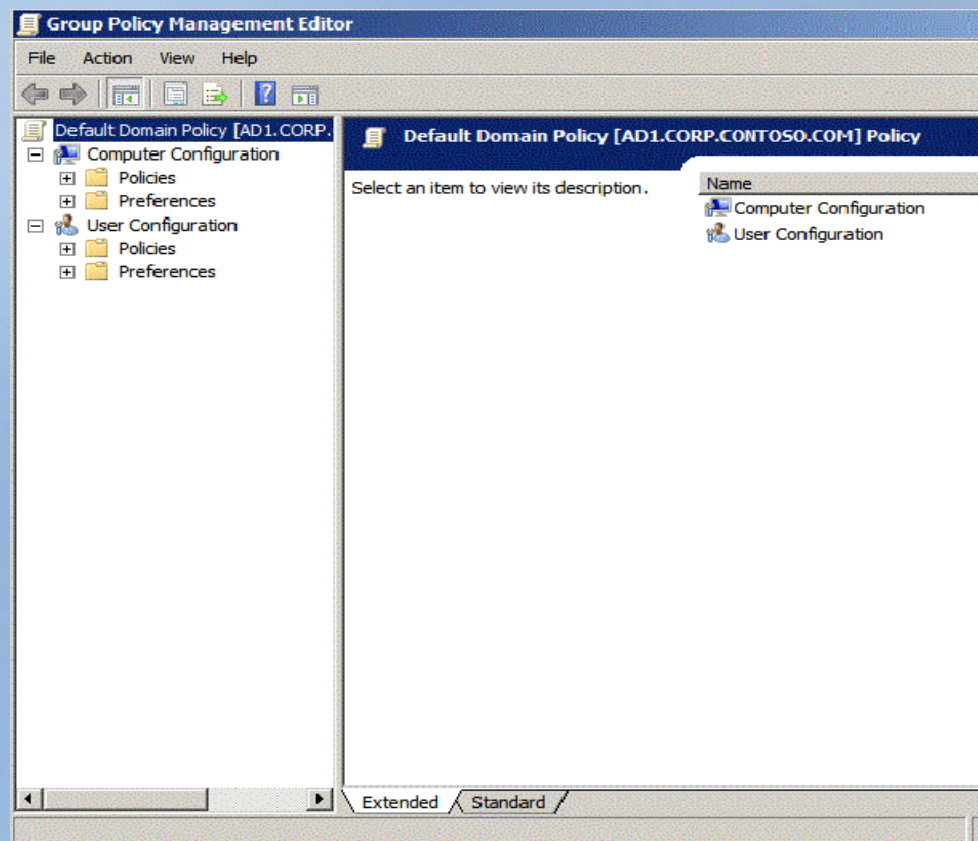 Group Policy Management Editor
File Action View Help
Default Domain Policy [AD1.CORP.
Computer Configuration
Policies
Preferences
User Configuration
Policies
Preferences
Default Domain Policy [AD1.CORP.CONTOSO.COM] Policy
Select an item to view its description.
Name
Computer Configuration
User Configuration
Extended Standard